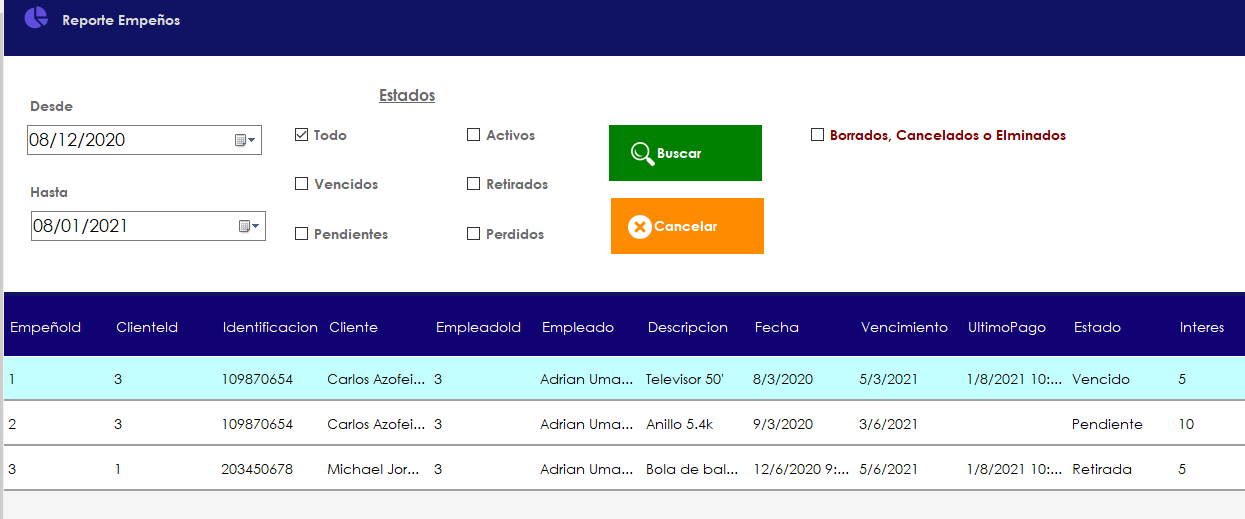 Reporte Empeños
Estados
Desde
08/12/2020
Todo
Activos
Buscar
Borrados, Cancelados o Elminados
Vencidos
Retirados
Hasta
08/01/2021
Cancelar
Pendientes
Perdidos
EmpeñoId ClienteId Identificacion Cliente EmpleadoId Empleado Descripcion Fecha Vencimiento UltimoPago Estado Interes
1 3 109870654 Carlos Azofei... 3 Adrian Uma... Televisor 50' 8/3/2020 5/3/2021 1/8/2021 10:... Vencido 5
2 3 109870654 Carlos Azofei... 3 Adrian Uma... Anillo 5.4k 9/3/2020 3/6/2021 Pendiente 10
3 1 203450678 Michael Jor... 3 Adrian Uma... Bola de bal... 12/6/2020 9:... 5/6/2021 1/8/2021 10:... Retirada 5